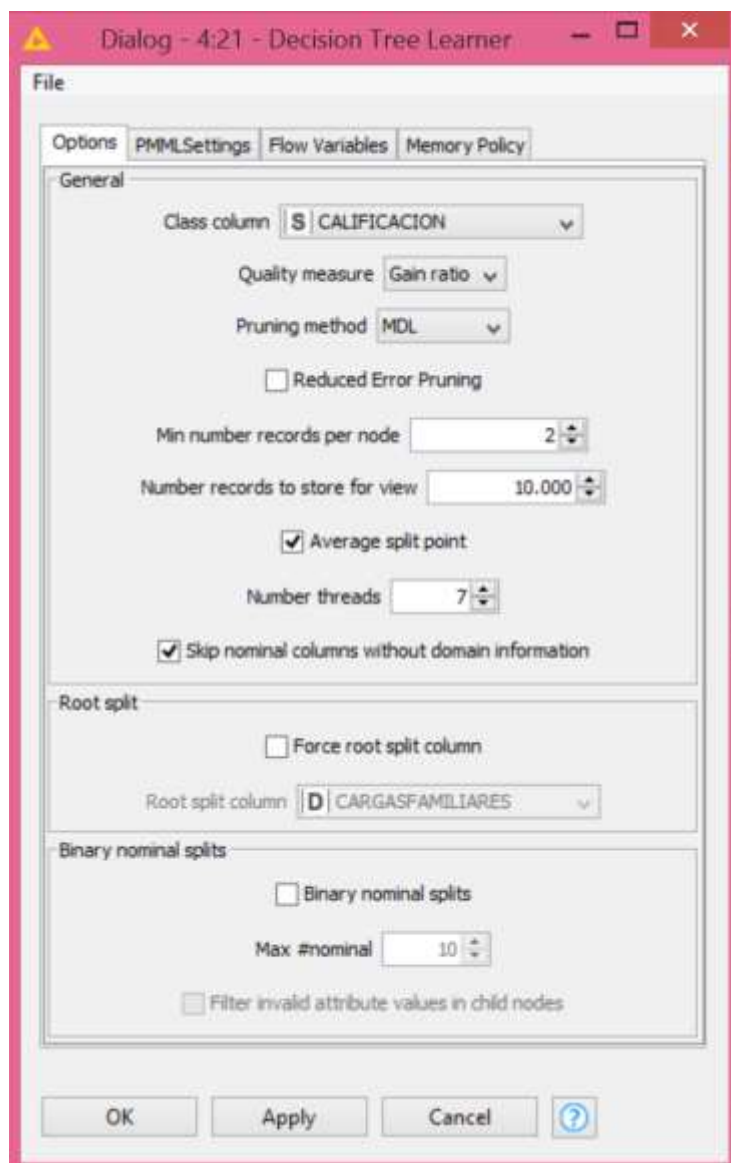 Dialog - 4:21 - Decision Tree Learner
File
Options PMMLSettings Flow Variables Memory Policy
General
Class column S CALIFICACION
Quality measure Gain ratio
Pruning method MDL
Reduced Error Pruning
Min number records per node 2
Number records to store for view 10.000
Average split point
Number threads 7
Skip nominal columns without domain information
Root split
Force root split column
Root split column D CARGASFAMILIARES
Binary nominal splits
Binary nominal splits
Max #nominal 10
Filter invalid attribute values in child nodes
OK Apply Cancel ?